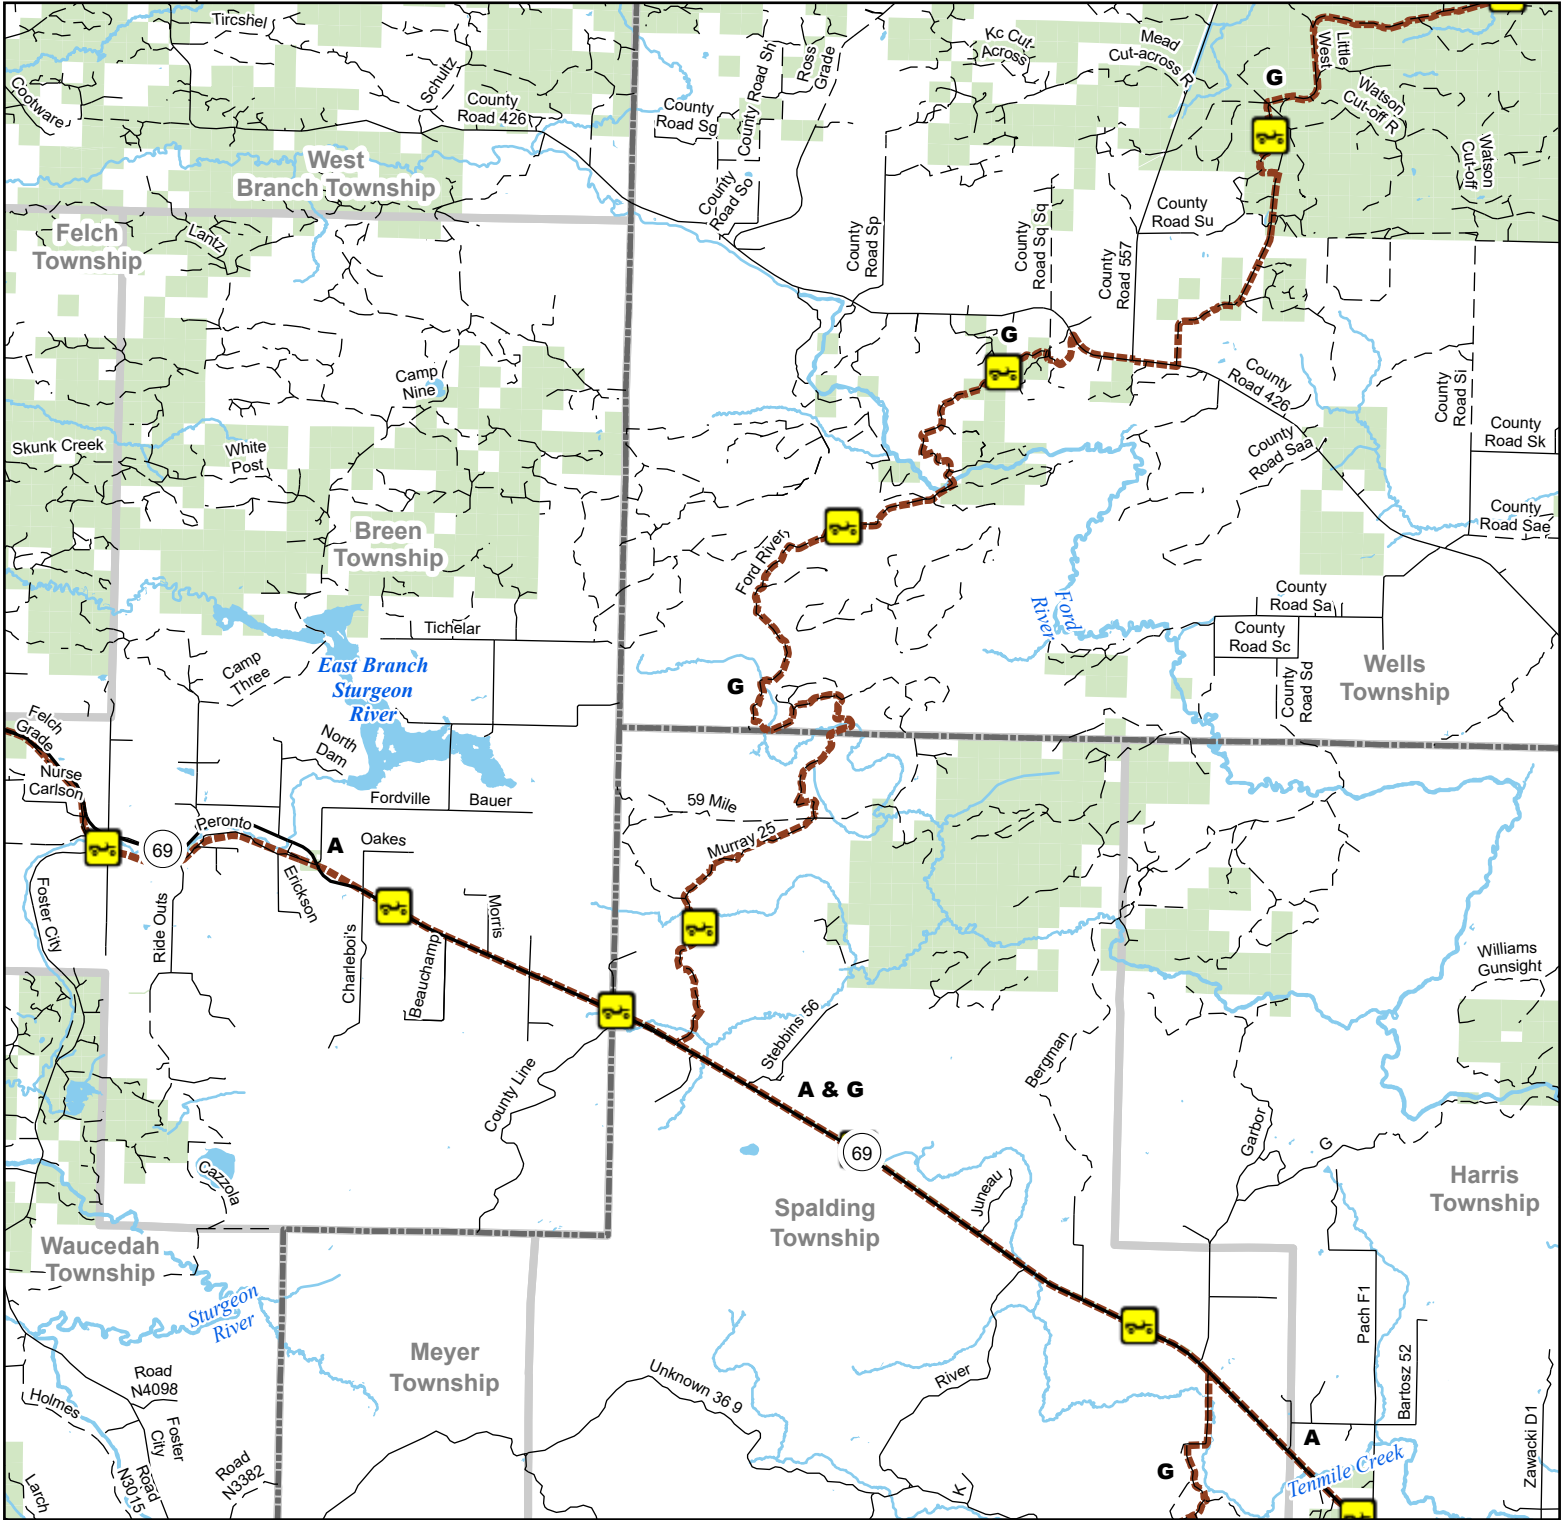 Tircshel
Schultz
Cootware
County
Road 426
West
Branch Township
Felch
Township
Lantz
County
Road Sg
County Road Sh
Ross
Grade
County
Road So
Kc Cut-
Across
Mead
Cut-across R
G
Little
West
Watson
Cut-off R
Watson
Cut-off
County
Road Sp
County
Road Sq Sq
County
Road 557
County
Road Su
G
Camp
Nine
County
Road 426
County
Road Si
County
Road Sk
Skunk Creek
White
Post
County
Road Saa
County
Road Sae
Breen
Township
Ford River
Ford
River
County
Road Sa
County
Road Sc
County
Road Sd
Wells
Township
Tichelar
Camp
Three
East Branch
Sturgeon
River
G
Felch
Grade
North
Dam
Nurse
Carlson
Fordville
Bauer
59 Mile
Murray 25
Peronto
69
A
Oakes
Foster City
Ride Outs
Erickson
Charleboi's
Beauchamp
Morris
Williams
Gunsight
Stebbins 56
Bergman
County Line
A & G
69
Garbor
G
Cazzola
Juneau
Spalding
Township
Harris
Township
Waucedah
Township
Sturgeon
River
Meyer
Township
Pach F1
Bartosz 52
Road
N4098
Holmes
Foster
City
Road
N3015
Road
N3382
Larch
Unknown 36 9
River
K
G
A
Tenmile Creek
Zawacki D1